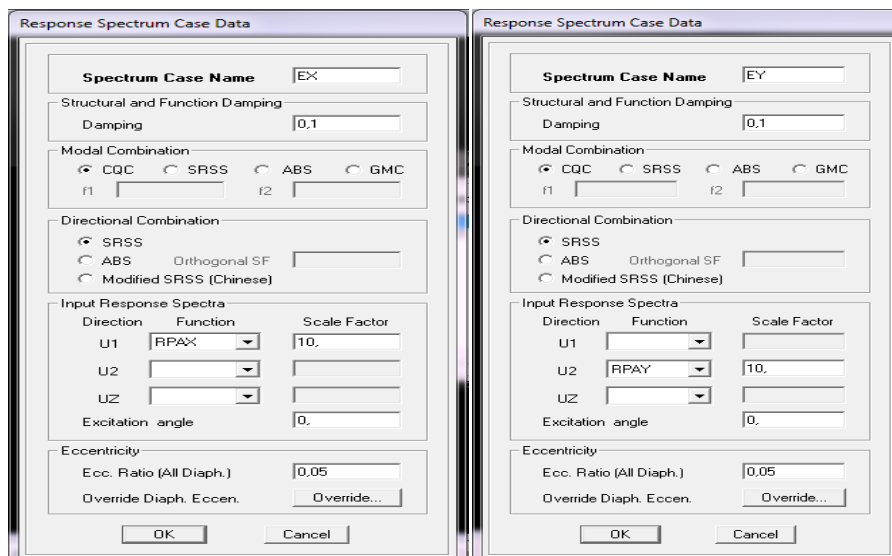 Response Spectrum Case Data
Spectrum Case Name EX
Structural and Function Damping
Damping 0,1
Modal Combination
CQC SRSS ABS GMC
f1 f2
Directional Combination
SRSS
ABS Orthogonal SF
Modified SRSS (Chinese)
Input Response Spectra
Direction Function Scale Factor
U1 RPAX 10,
U2
UZ
Excitation angle 0,
Eccentricity
Ecc. Ratio (All Diaph.) 0,05
Override Diaph. Eccen. Override...
OK Cancel
Response Spectrum Case Data
Spectrum Case Name EY
Structural and Function Damping
Damping 0,1
Modal Combination
CQC SRSS ABS GMC
f1 f2
Directional Combination
SRSS
ABS Orthogonal SF
Modified SRSS (Chinese)
Input Response Spectra
Direction Function Scale Factor
U1
U2 RPAY 10,
UZ
Excitation angle 0,
Eccentricity
Ecc. Ratio (All Diaph.) 0,05
Override Diaph. Eccen. Override...
OK Cancel